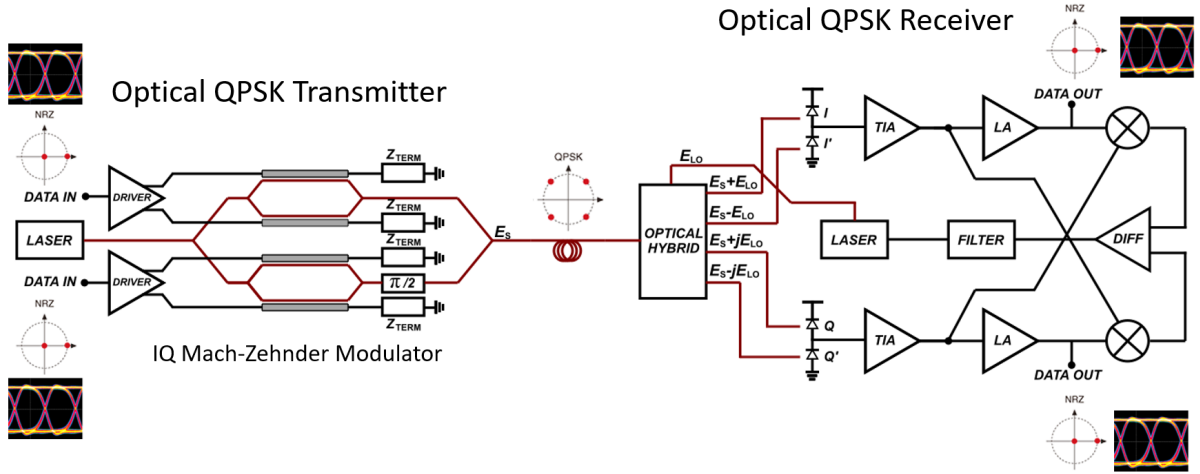 Optical QPSK Transmitter
NRZ
DATA IN
DRIVER
Z_TERM
Z_TERM
LASER
DATA IN
DRIVER
Z_TERM
π/2
Z_TERM
NRZ
IQ Mach-Zehnder Modulator
E_S
QPSK
Optical QPSK Receiver
NRZ
DATA OUT
E_LO
OPTICAL
HYBRID
E_S+E_LO
E_S-E_LO
E_S+jE_LO
E_S-jE_LO
I
I'
TIA
LA
LASER
FILTER
DIFF
Q
Q'
TIA
LA
DATA OUT
NRZ